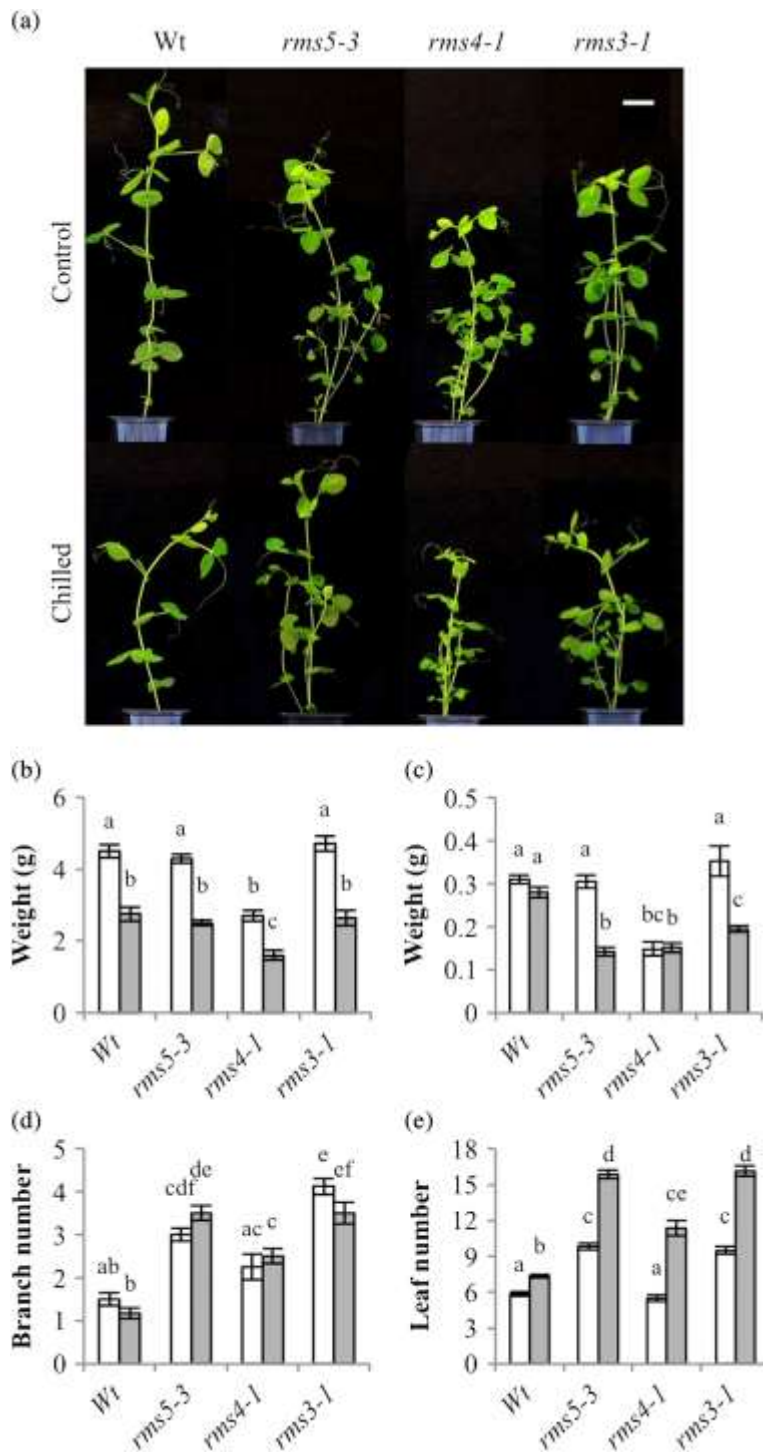 (a)
Wt rms5-3 rms4-1 rms3-1
Control
Chilled
(b)
Weight (g)
6
4
2
0
a
b
a
b
b
c
a
b
Wt
rms5-3
rms4-1
rms3-1
(c)
Weight (g)
0.5
0.4
0.3
0.2
0.1
0
a
a
a
b
bc
b
a
c
Wt
rms5-3
rms4-1
rms3-1
(d)
Branch number
5
4
3
2
1
0
ab
b
cdf
de
ac
c
e
ef
Wt
rms5-3
rms4-1
rms3-1
(e)
Leaf number
18
15
12
9
6
3
0
a
b
c
d
a
ce
c
d
Wt
rms5-3
rms4-1
rms3-1